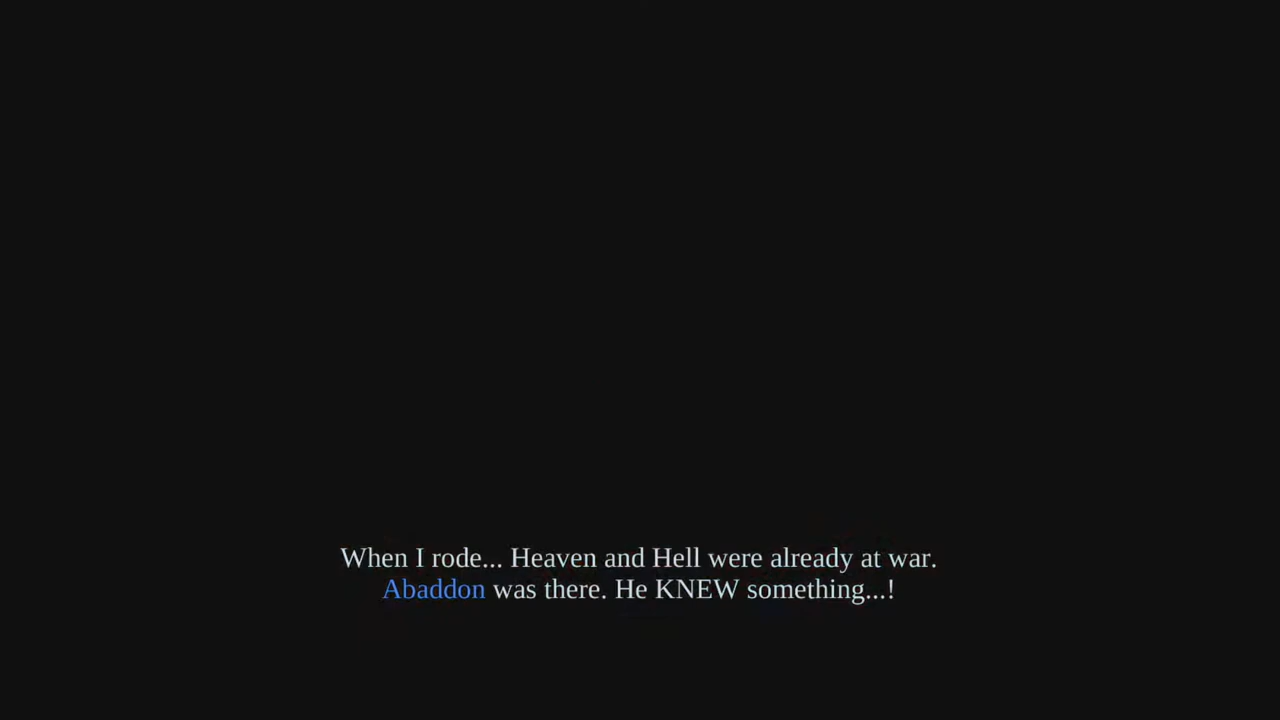 When I rode... Heaven and Hell were already at war.
Abaddon was there. He KNEW something...!